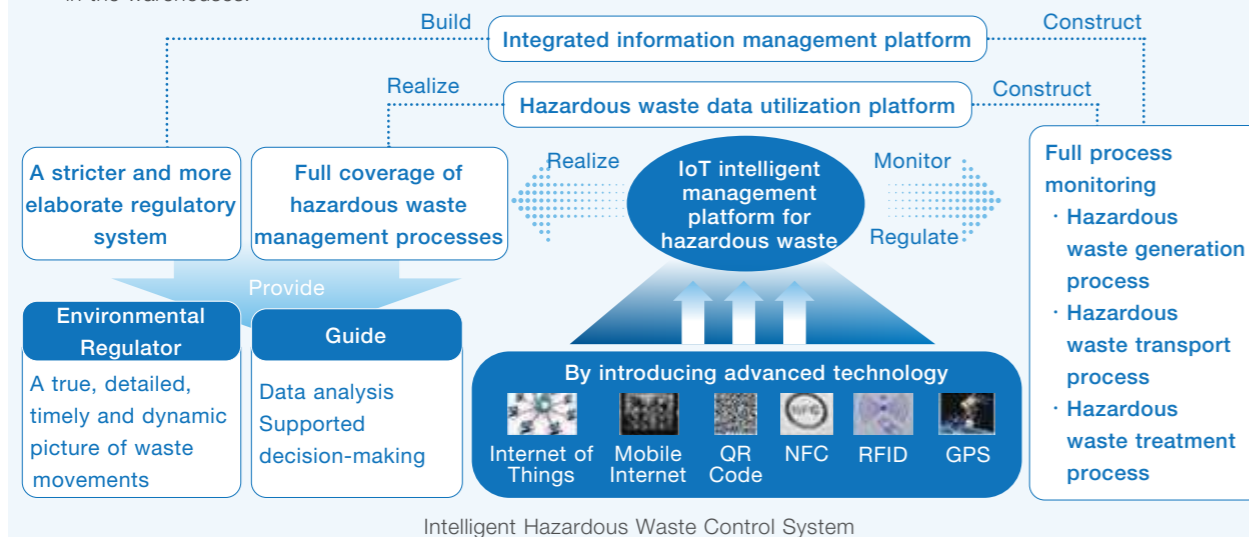 in the warehouses.
Build
Integrated information management platform
Construct
Realize
Hazardous waste data utilization platform
Construct
A stricter and more
elaborate regulatory
system
Full coverage of
hazardous waste
management processes
Realize
IoT intelligent
management
platform for
hazardous waste
Monitor
Regulate
Full process
monitoring
· Hazardous
waste generation
process
· Hazardous
waste transport
process
· Hazardous
waste treatment
process
Provide
Environmental
Regulator
A true, detailed,
timely and dynamic
picture of waste
movements
Guide
Data analysis
Supported
decision-making
By introducing advanced technology
NFC
Internet of
Things
Mobile
Internet
QR
Code
NFC
RFID
GPS
Intelligent Hazardous Waste Control System